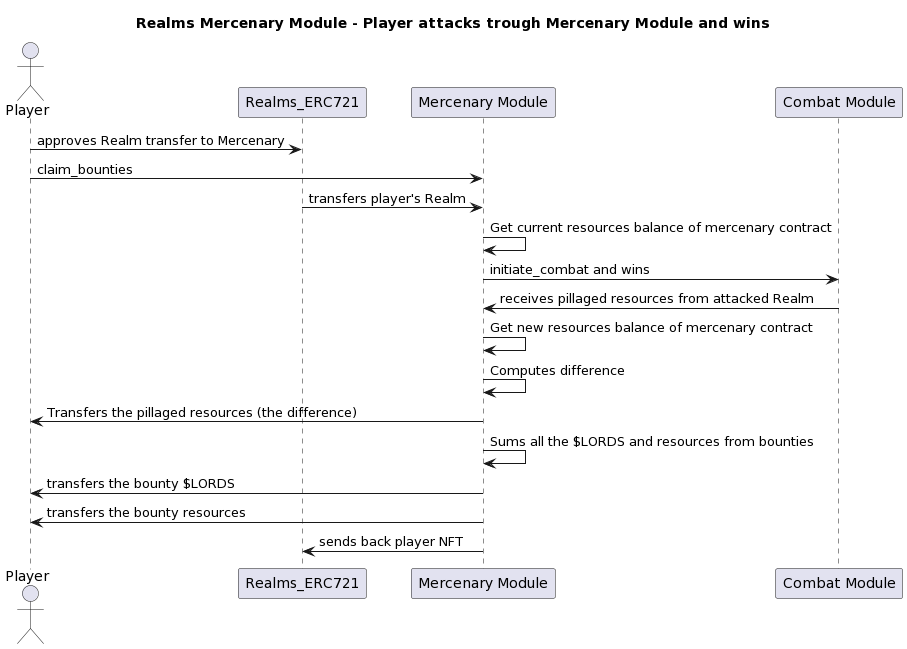 Realms Mercenary Module - Player attacks trough Mercenary Module and wins
Player
Realms_ERC721
Mercenary Module
Combat Module
approves Realm transfer to Mercenary
claim_bounties
transfers player's Realm
Get current resources balance of mercenary contract
initiate_combat and wins
receives pillaged resources from attacked Realm
Get new resources balance of mercenary contract
Computes difference
Transfers the pillaged resources (the difference)
Sums all the $LORDS and resources from bounties
transfers the bounty $LORDS
transfers the bounty resources
sends back player NFT
Player
Realms_ERC721
Mercenary Module
Combat Module